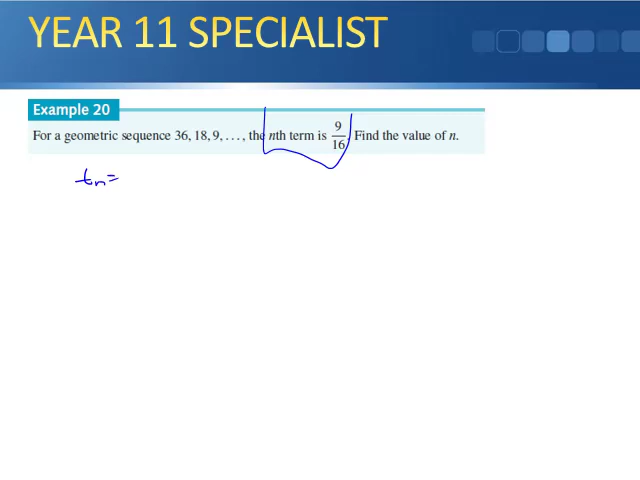 YEAR 11 SPECIALIST
Example 20
For a geometric sequence 36, 18, 9, . . . , the nth term is 9/16. Find the value of n.
tn=